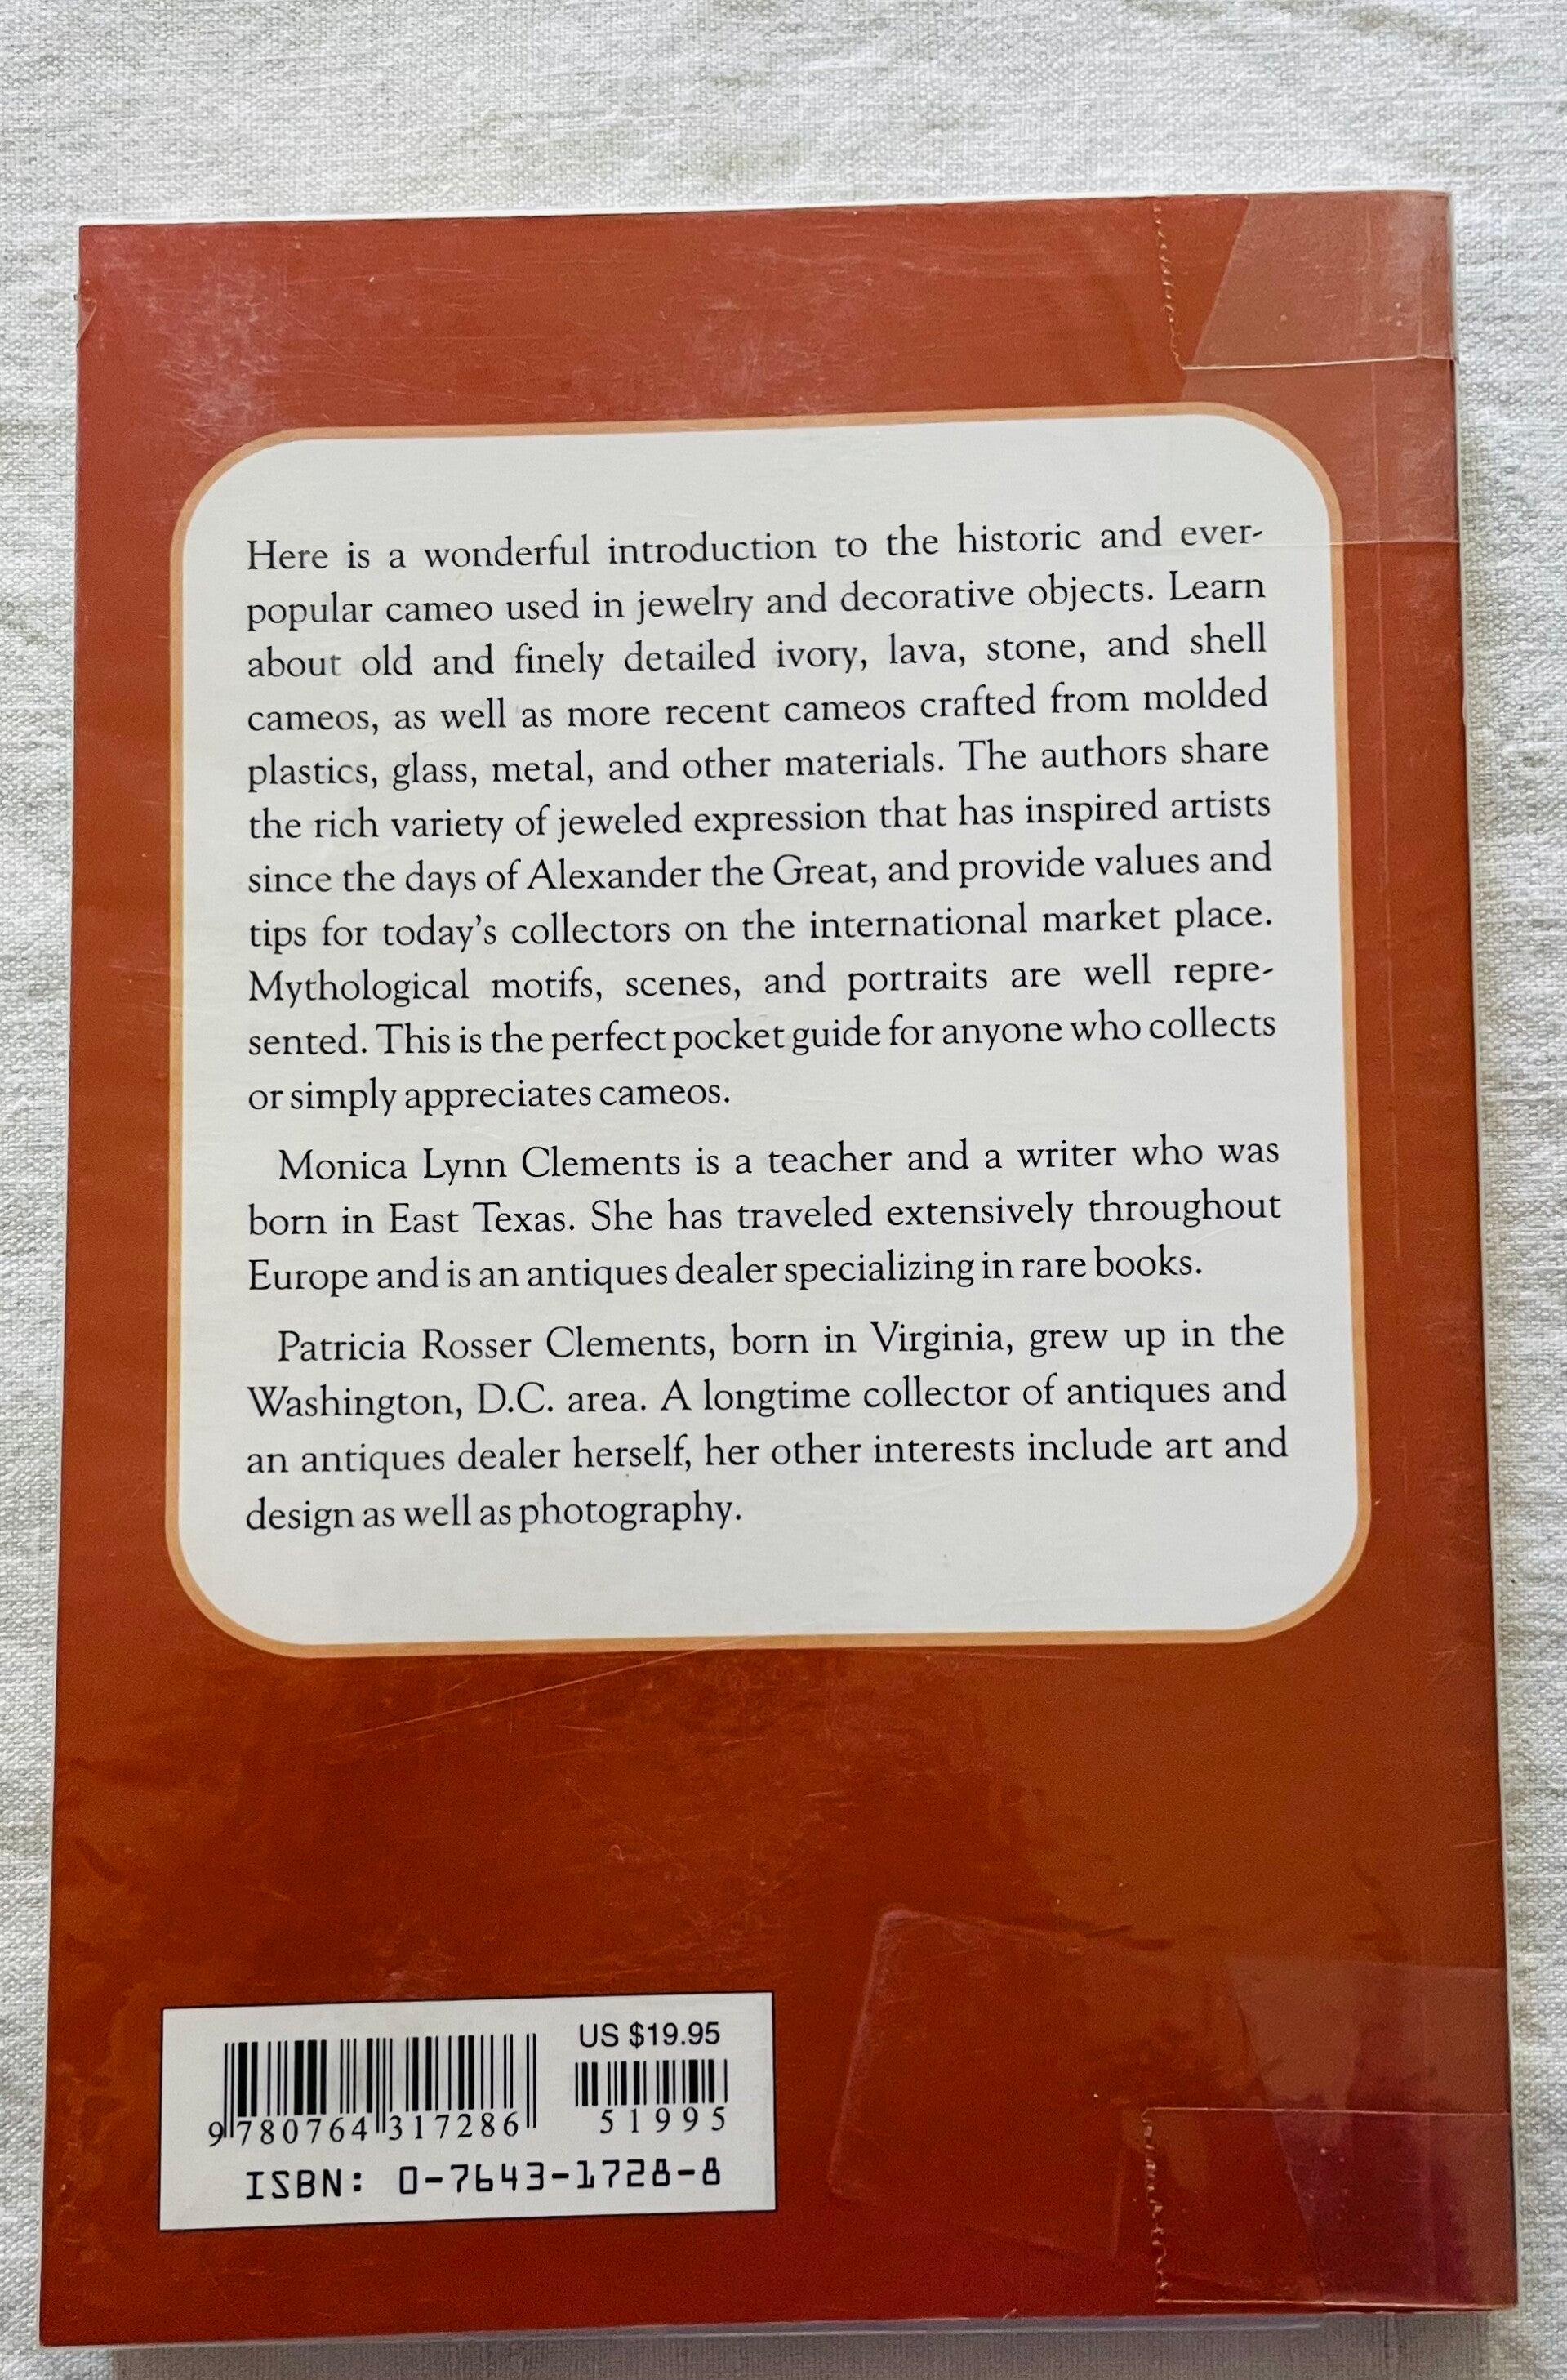 Here is a wonderful introduction to the historic and ever-
popular cameo used in jewelry and decorative objects. Learn
about old and finely detailed ivory, lava, stone, and shell
cameos, as well as more recent cameos crafted from molded
plastics, glass, metal, and other materials. The authors share
the rich variety of jeweled expression that has inspired artists
since the days of Alexander the Great, and provide values and
tips for today's collectors on the international market place.
Mythological motifs, scenes, and portraits are well repre-
sented. This is the perfect pocket guide for anyone who collects
or simply appreciates cameos.
Monica Lynn Clements is a teacher and a writer who was
born in East Texas. She has traveled extensively throughout
Europe and is an antiques dealer specializing in rare books.
Patricia Rosser Clements, born in Virginia, grew up in the
Washington, D.C. area. A longtime collector of antiques and
an antiques dealer herself, her other interests include art and
design as well as photography.
US $19.95
9 780764 317286
51995
ISBN: 0-7643-1728-8